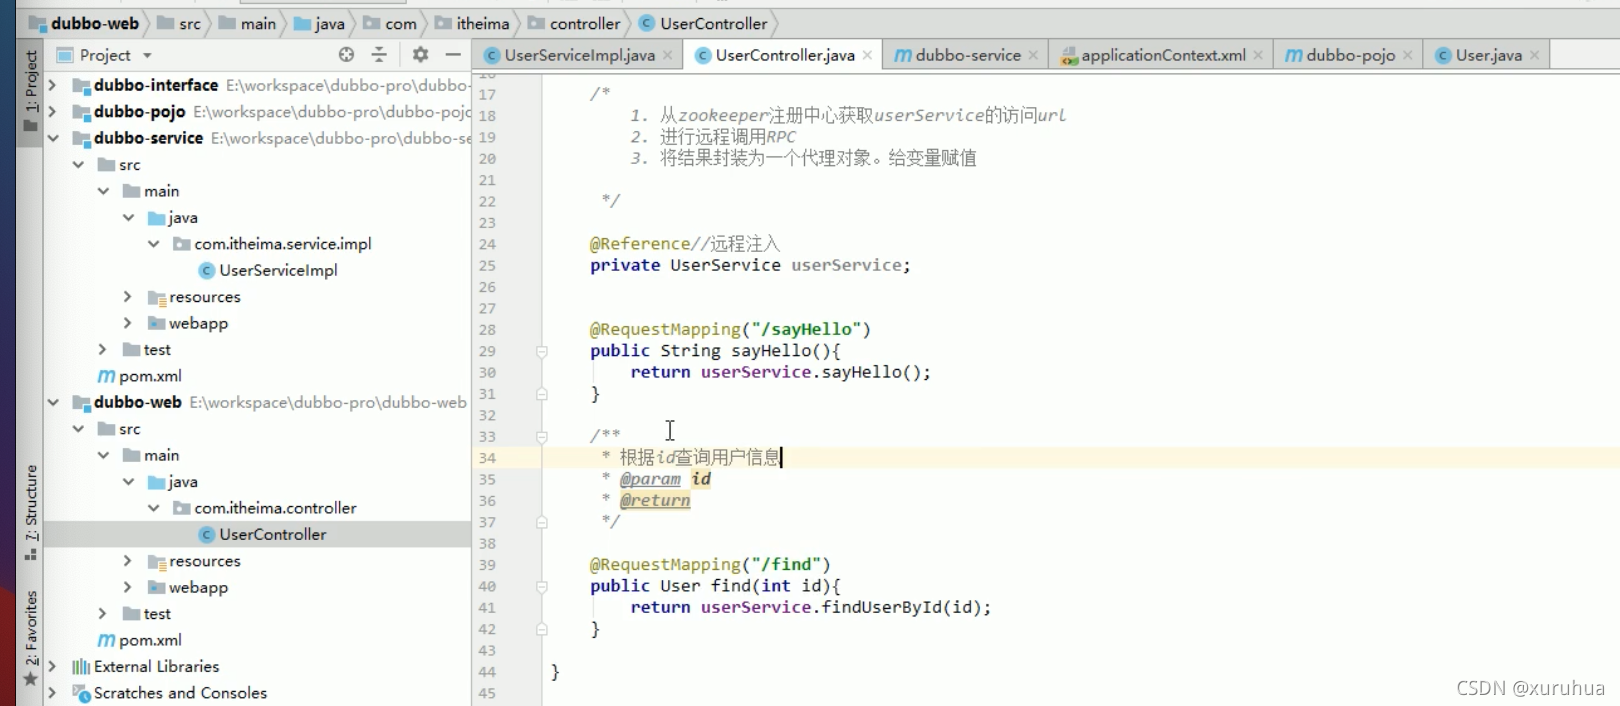 dubbo-web src main java com itheima controller UserController
1: Project
Project
UserServiceImpl.java UserController.java dubbo-service applicationContext.xml dubbo-pojo User.java
dubbo-interface E:\workspace\dubbo-pro\dubbo-
dubbo-pojo E:\workspace\dubbo-pro\dubbo-pojo
dubbo-service E:\workspace\dubbo-pro\dubbo-se
src
main
java
com.itheima.service.impl
UserServiceImpl
resources
webapp
test
pom.xml
dubbo-web E:\workspace\dubbo-pro\dubbo-web
src
main
java
com.itheima.controller
UserController
resources
webapp
test
pom.xml
External Libraries
Scratches and Consoles
7: Structure
2: Favorites
16
17 /*
18 1. 从zookeeper注册中心获取userService的访问url
19 2. 进行远程调用RPC
20 3. 将结果封装为一个代理对象。给变量赋值
21
22 */
23
24 @Reference//远程注入
25 private UserService userService;
26
27
28 @RequestMapping("/sayHello")
29 public String sayHello(){
30 return userService.sayHello();
31 }
32
33 /**
34 * 根据id查询用户信息
35 * @param id
36 * @return
37 */
38
39 @RequestMapping("/find")
40 public User find(int id){
41 return userService.findUserById(id);
42 }
43
44 }
45
CSDN @xuruhua